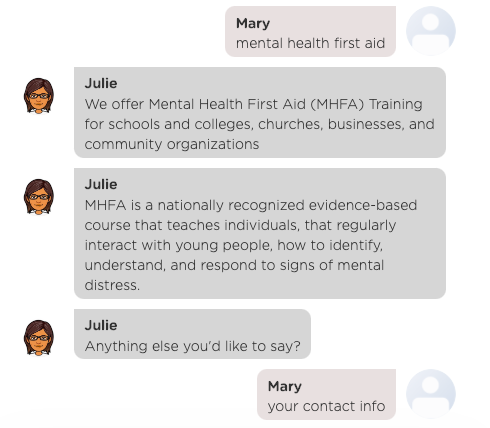 Mary
mental health first aid
Julie
We offer Mental Health First Aid (MHFA) Training
for schools and colleges, churches, businesses, and
community organizations
Julie
MHFA is a nationally recognized evidence-based
course that teaches individuals, that regularly
interact with young people, how to identify,
understand, and respond to signs of mental
distress.
Julie
Anything else you'd like to say?
Mary
your contact info